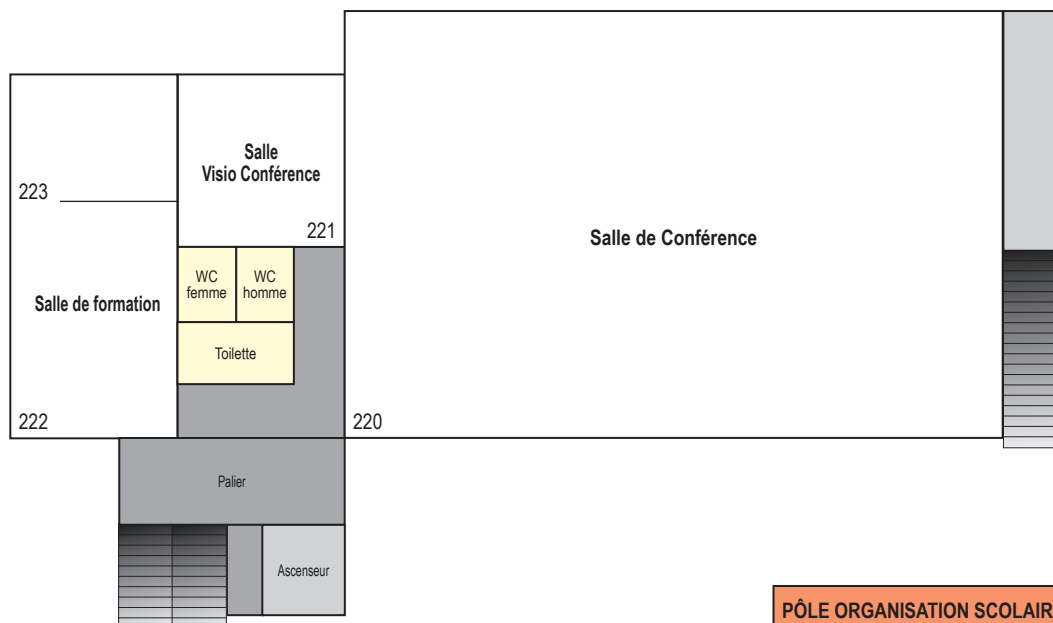 Salle
Visio Conférence
223
221
Salle de Conférence
WC
femme
WC
homme
Salle de formation
Toilette
222
220
Palier
Ascenseur
PÔLE ORGANISATION SCOLAIR